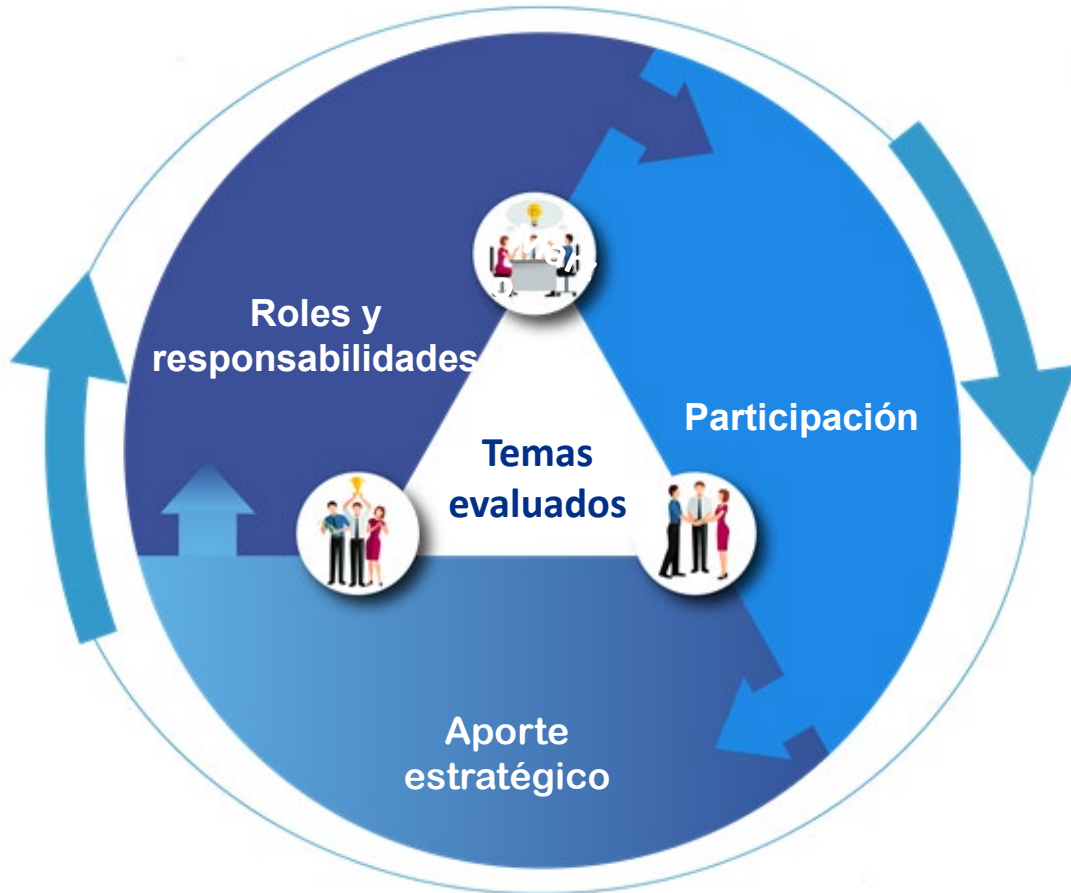 Roles y
responsabilidades
Participación
Temas
evaluados
Aporte
estratégico